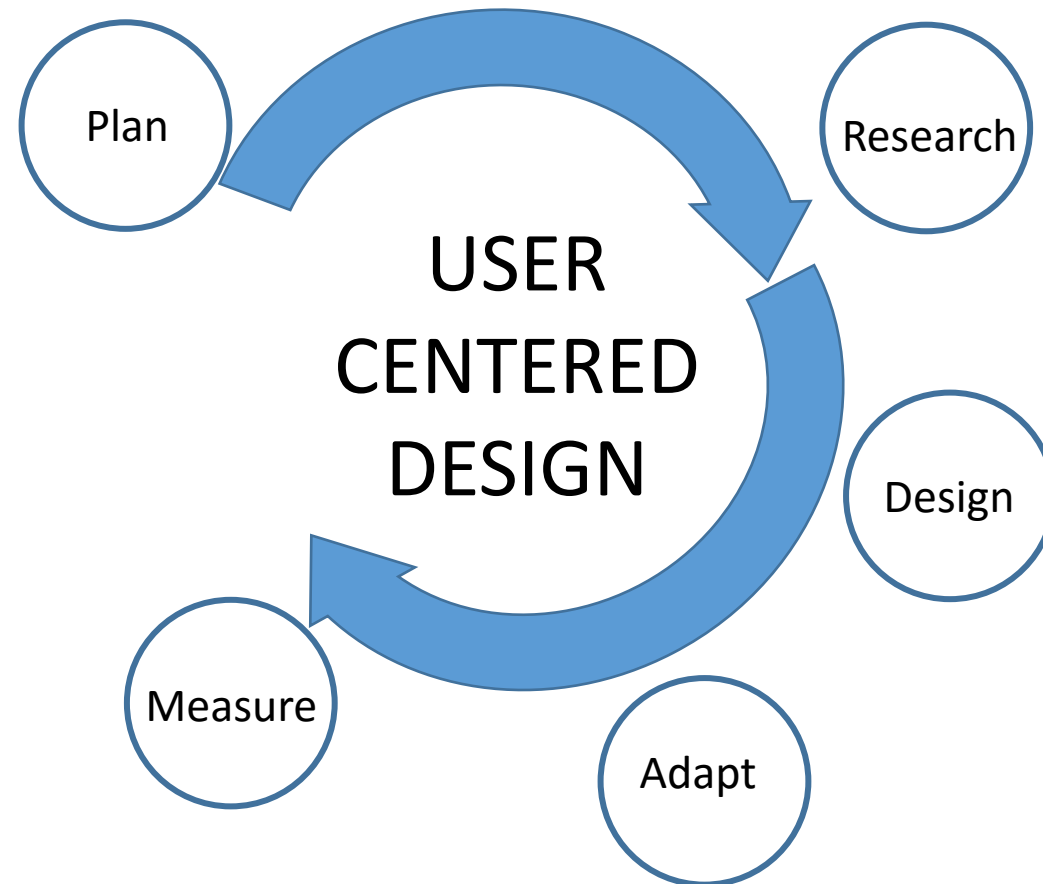 Plan
Research
USER
CENTERED
DESIGN
Design
Measure
Adapt